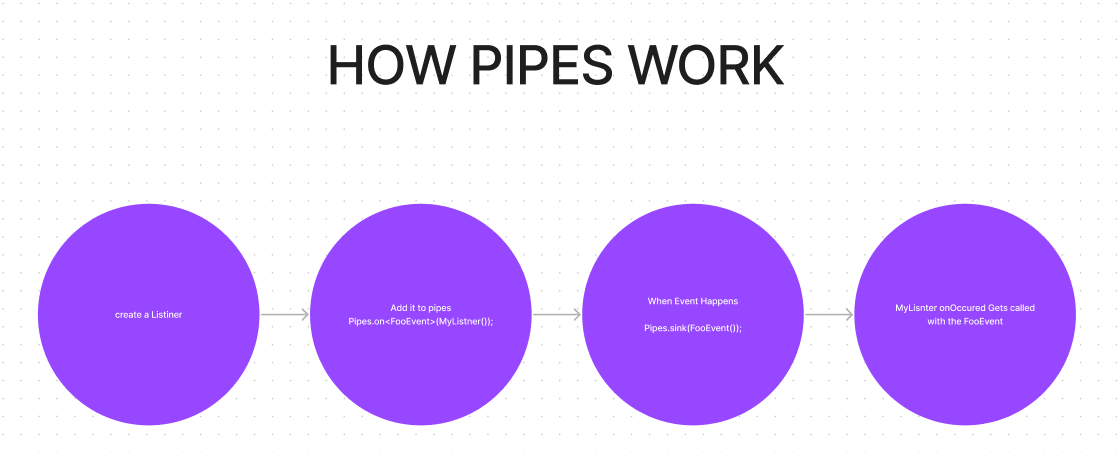 HOW PIPES WORK
create a Listiner
Add it to pipes
Pipes.on<FooEvent>(MyListner());
When Event Happens
Pipes.sink(FooEvent());
MyLisnter onOccured Gets called
with the FooEvent